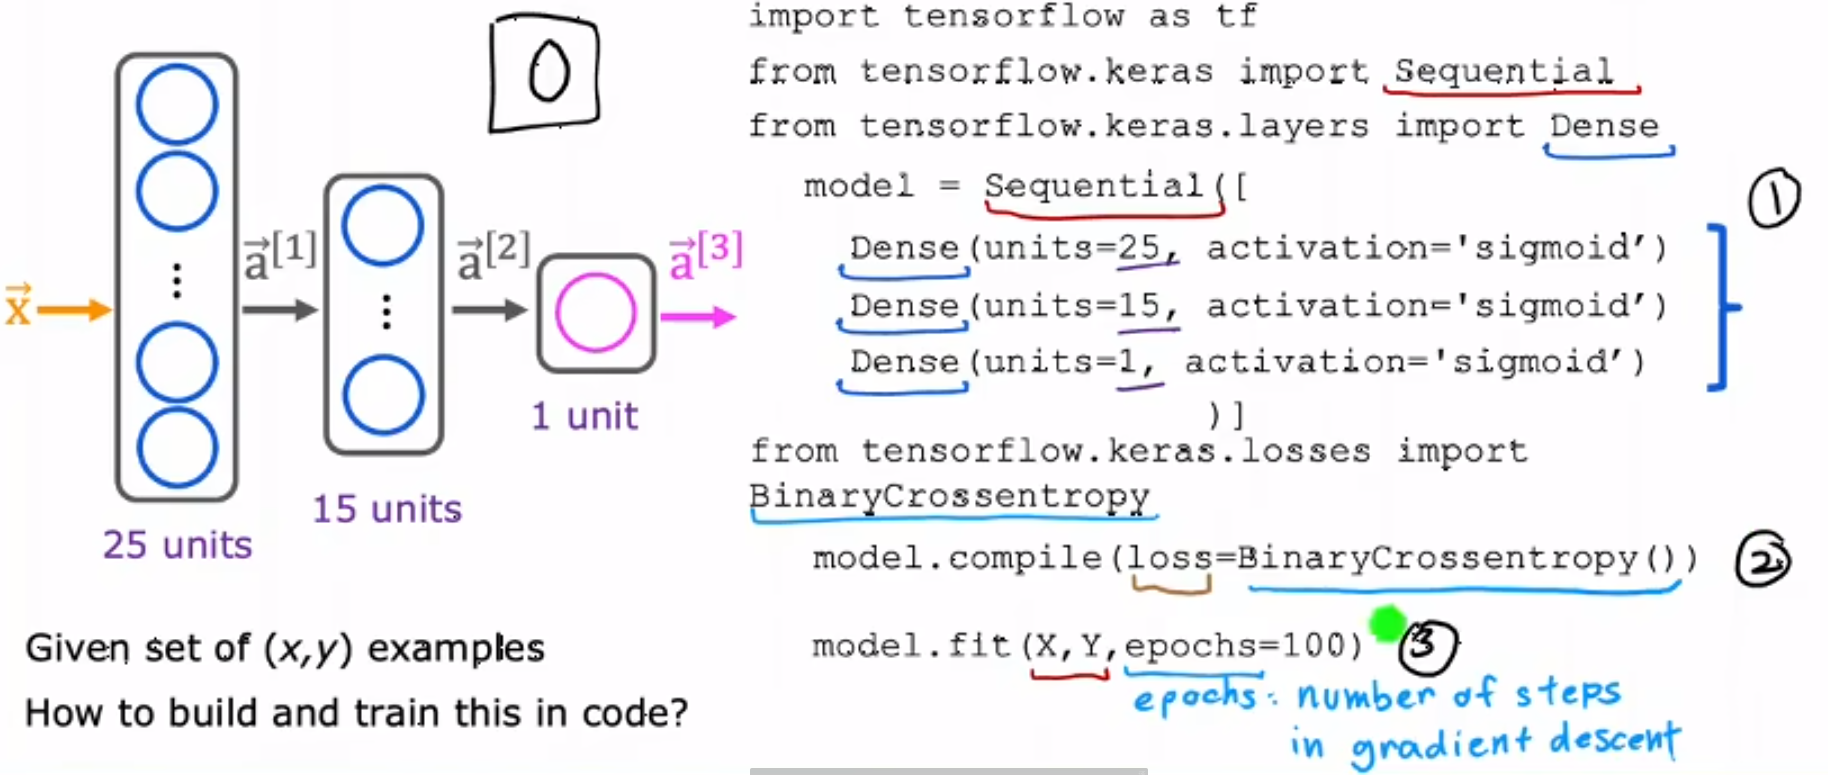 0
x
a[1]
a[2]
a[3]
25 units
15 units
1 unit
Given set of (x,y) examples
How to build and train this in code?
import tensorflow as tf
from tensorflow.keras import Sequential
from tensorflow.keras.layers import Dense
model = Sequential([
Dense(units=25, activation='sigmoid’)
Dense(units=15, activation='sigmoid’)
Dense(units=1, activation='sigmoid’)
)]
1
from tensorflow.keras.losses import
BinaryCrossentropy
model.compile(loss=BinaryCrossentropy())
2
model.fit(X,Y,epochs=100)
3
epochs: number of steps
in gradient descent